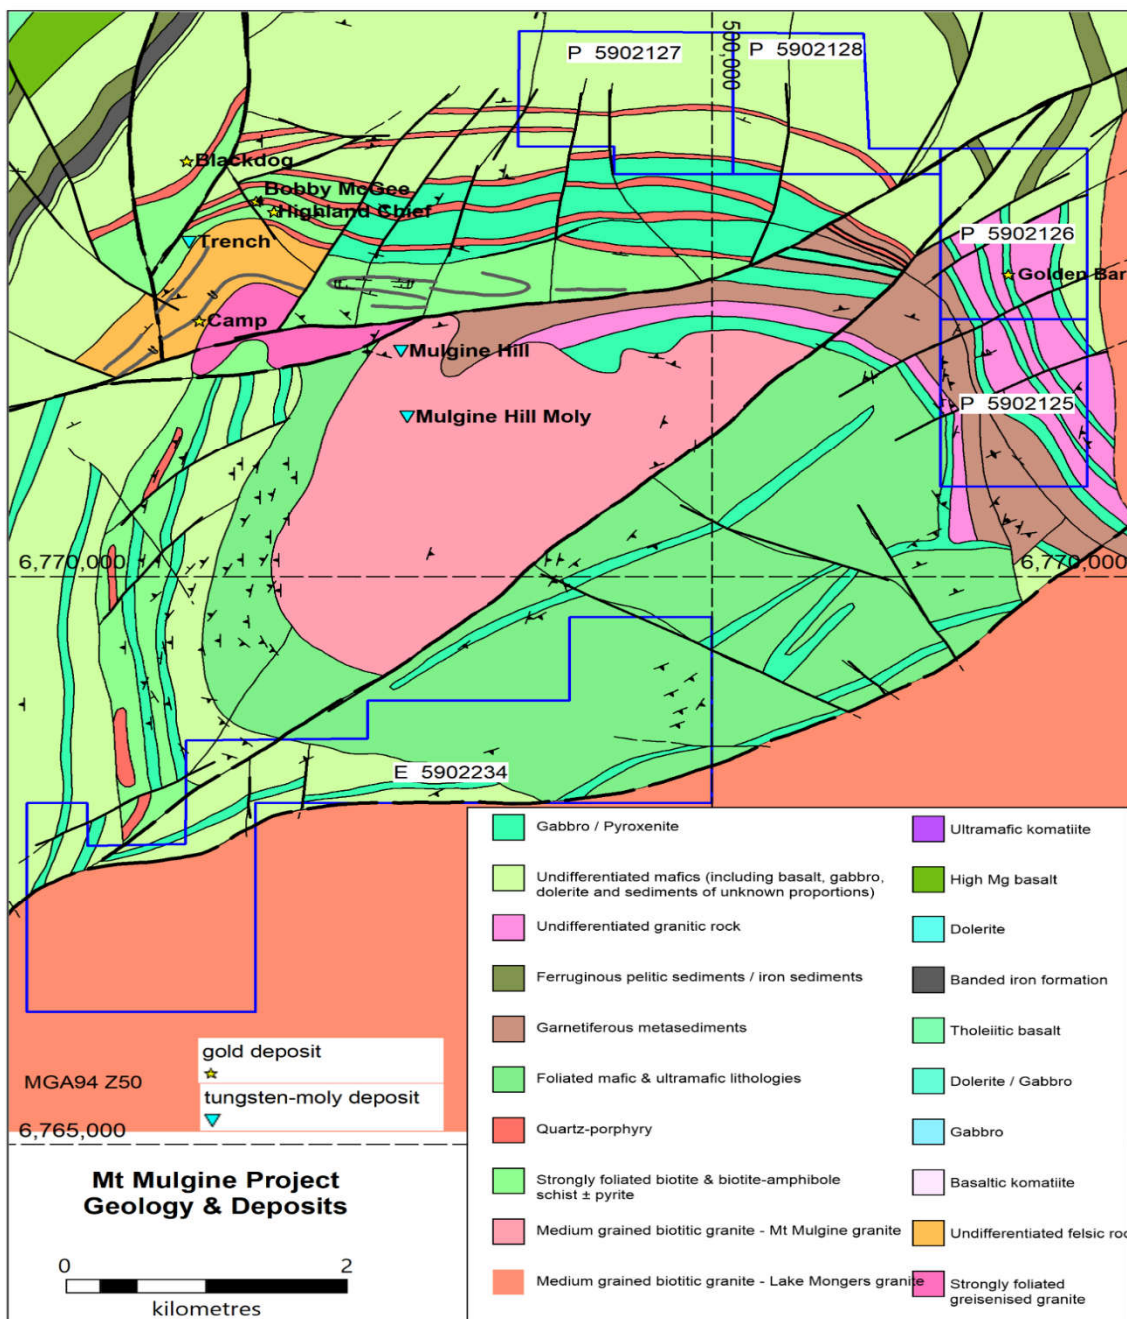 P 5902127
500,000
P 5902128
Blackdog
Bobby McGee
Highland Chief
Trench
P 5902126
Golden Bar
Camp
Mulgine Hill
Mulgine Hill Moly
P 5902125
6,770,000
6,770,000
E 5902234
Gabbro / Pyroxenite
Undifferentiated mafics (including basalt, gabbro,
dolerite and sediments of unknown proportions)
Undifferentiated granitic rock
Ferruginous pelitic sediments / iron sediments
Garnetiferous metasediments
Foliated mafic & ultramafic lithologies
Quartz-porphyry
Strongly foliated biotite & biotite-amphibole
schist ± pyrite
Medium grained biotitic granite - Mt Mulgine granite
Medium grained biotitic granite - Lake Mongers granite
Ultramafic komatiite
High Mg basalt
Dolerite
Banded iron formation
Tholeiitic basalt
Dolerite / Gabbro
Gabbro
Basaltic komatiite
Undifferentiated felsic roc
Strongly foliated
greisenised granite
gold deposit
MGA94 Z50
tungsten-moly deposit
6,765,000
Mt Mulgine Project
Geology & Deposits
0
2
kilometres